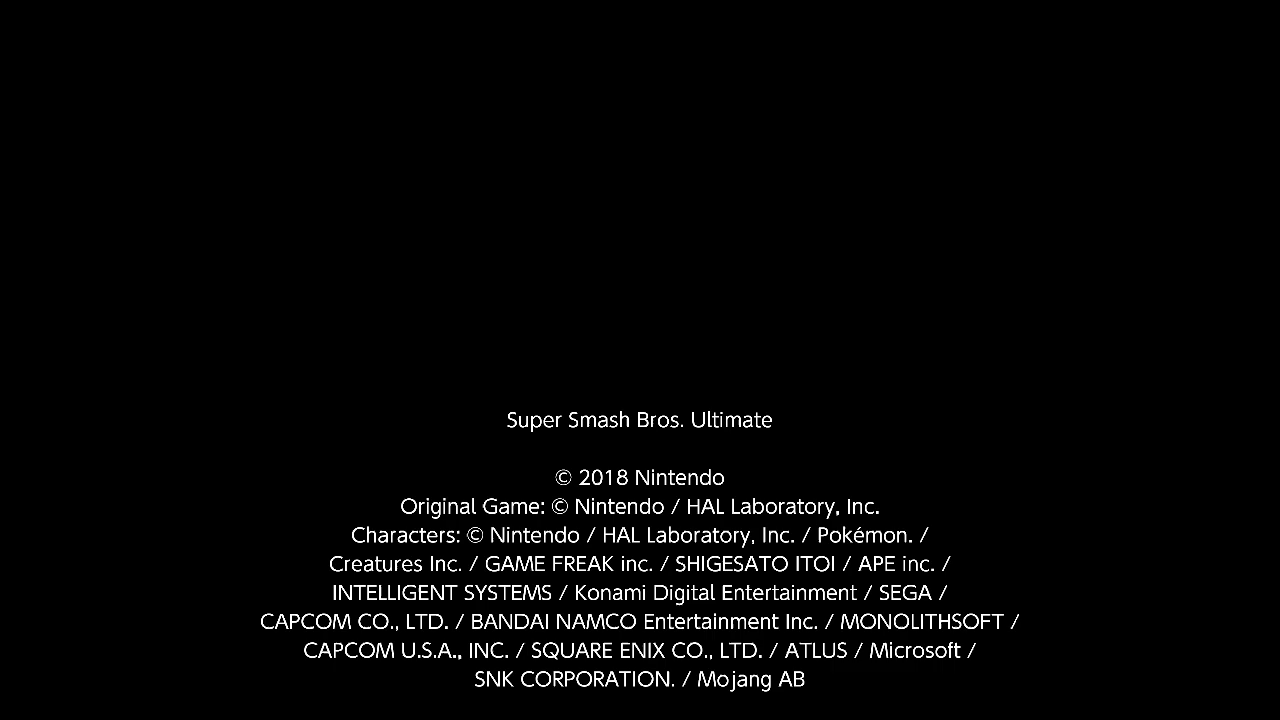 Super Smash Bros. Ultimate
© 2018 Nintendo
Original Game: © Nintendo / HAL Laboratory, Inc.
Characters: © Nintendo / HAL Laboratory, Inc. / Pokémon. /
Creatures Inc. / GAME FREAK inc. / SHIGESATO ITOI / APE inc. /
INTELLIGENT SYSTEMS / Konami Digital Entertainment / SEGA /
CAPCOM CO., LTD. / BANDAI NAMCO Entertainment Inc. / MONOLITHSOFT /
CAPCOM U.S.A., INC. / SQUARE ENIX CO., LTD. / ATLUS / Microsoft /
SNK CORPORATION. / Mojang AB